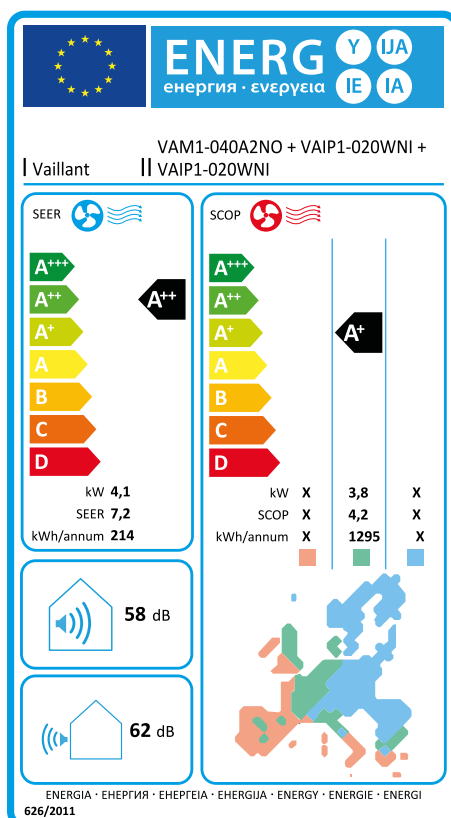 ENERG Y IJA
енергия · ενεργεια IE IA
I Vaillant II VAM1-040A2NO + VAIP1-020WNI +
VAIP1-020WNI
SEER
A+++
A++
A+
A
B
C
D
A++
kW 4,1
SEER 7,2
kWh/annum 214
SCOP
A+++
A++
A+
A
B
C
D
A+
kW X 3,8 X
SCOP X 4,2 X
kWh/annum X 1295 X
58 dB
62 dB
ENERGIA · ЕНЕРГИЯ · ΕΝΕΡΓΕΙΑ · ENERGIJA · ENERGY · ENERGIE · ENERGI
626/2011